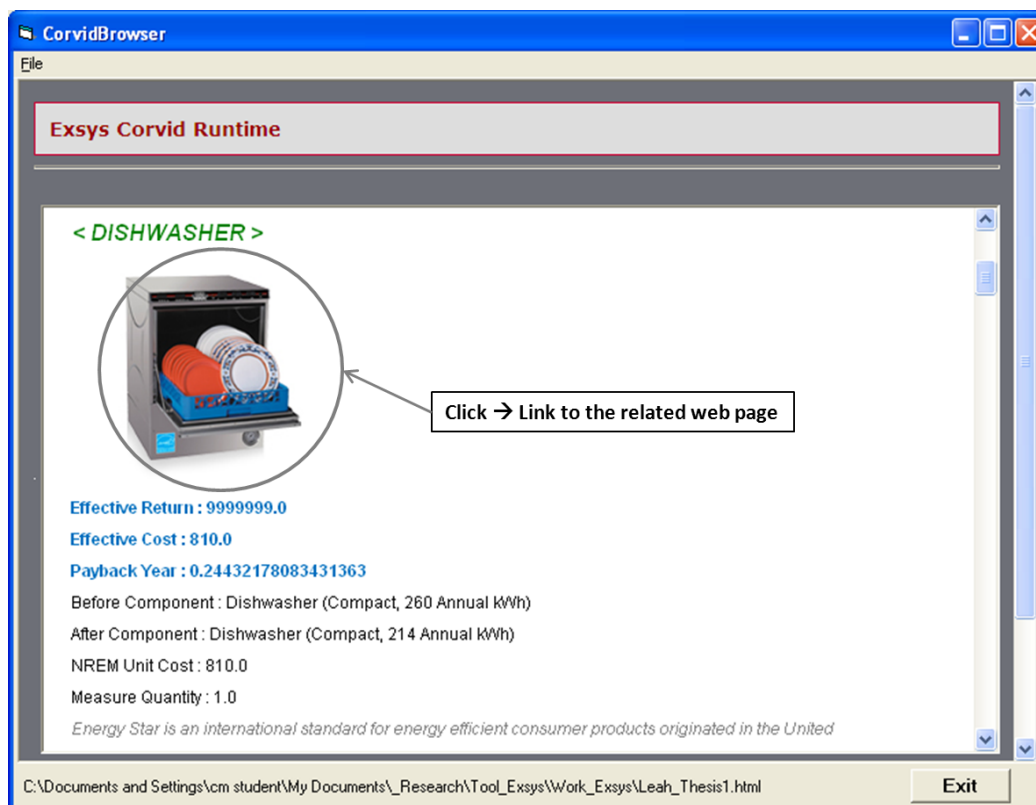 CorvidBrowser
File
Exsys Corvid Runtime
< DISHWASHER >
Click → Link to the related web page
Effective Return : 9999999.0
Effective Cost : 810.0
Payback Year : 0.24432178083431363
Before Component : Dishwasher (Compact, 260 Annual kWh)
After Component : Dishwasher (Compact, 214 Annual kWh)
NREM Unit Cost : 810.0
Measure Quantity : 1.0
Energy Star is an international standard for energy efficient consumer products originated in the United
C:\Documents and Settings\cm student\My Documents\_Research\Tool_Exsys\Work_Exsys\Leah_Thesis1.html
Exit